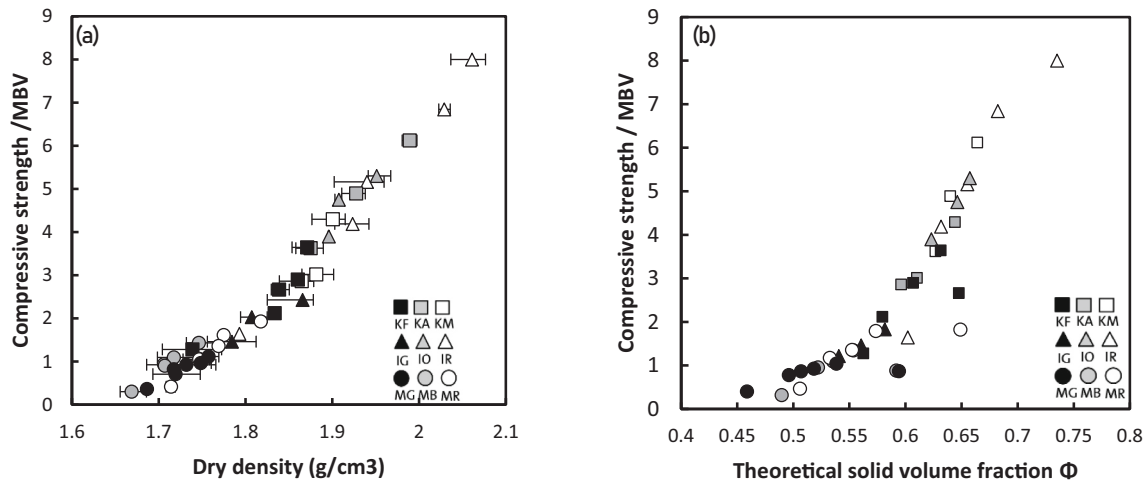 (a)
9
8
7
6
5
4
3
2
1
0
Compressive strength /MBV
KF KA KM
IG IO IR
MG MB MR
1.6 1.7 1.8 1.9 2 2.1
Dry density (g/cm3)
(b)
9
8
7
6
5
4
3
2
1
0
Compressive strength / MBV
KF KA KM
IG IO IR
MG MB MR
0.4 0.45 0.5 0.55 0.6 0.65 0.7 0.75 0.8
Theoretical solid volume fraction Φ